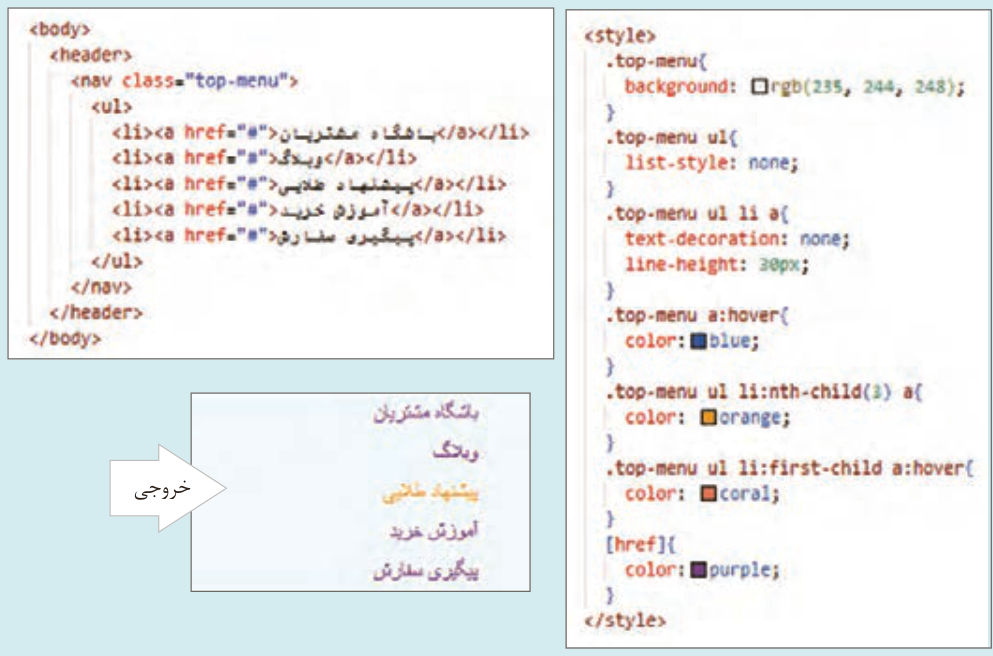 <body>
<header>
<nav class="top-menu">
<ul>
<li><a href="#">باشگاه مشتریان</a></li>
<li><a href="#">وبلاگ</a></li>
<li><a href="#">پیشنهاد طلایی</a></li>
<li><a href="#">آموزش خرید</a></li>
<li><a href="#">پیگیری سفارش</a></li>
</ul>
</nav>
</header>
</body>
باشگاه مشتریان
وبلاگ
پیشنهاد طلایی
آموزش خرید
پیگیری سفارش
خروجی
<style>
.top-menu{
background: rgb(235, 244, 248);
}
.top-menu ul{
list-style: none;
}
.top-menu ul li a{
text-decoration: none;
line-height: 30px;
}
.top-menu a:hover{
color: blue;
}
.top-menu ul li:nth-child(3) a{
color: orange;
}
.top-menu ul li:first-child a:hover{
color: coral;
}
[href]{
color: purple;
}
</style>